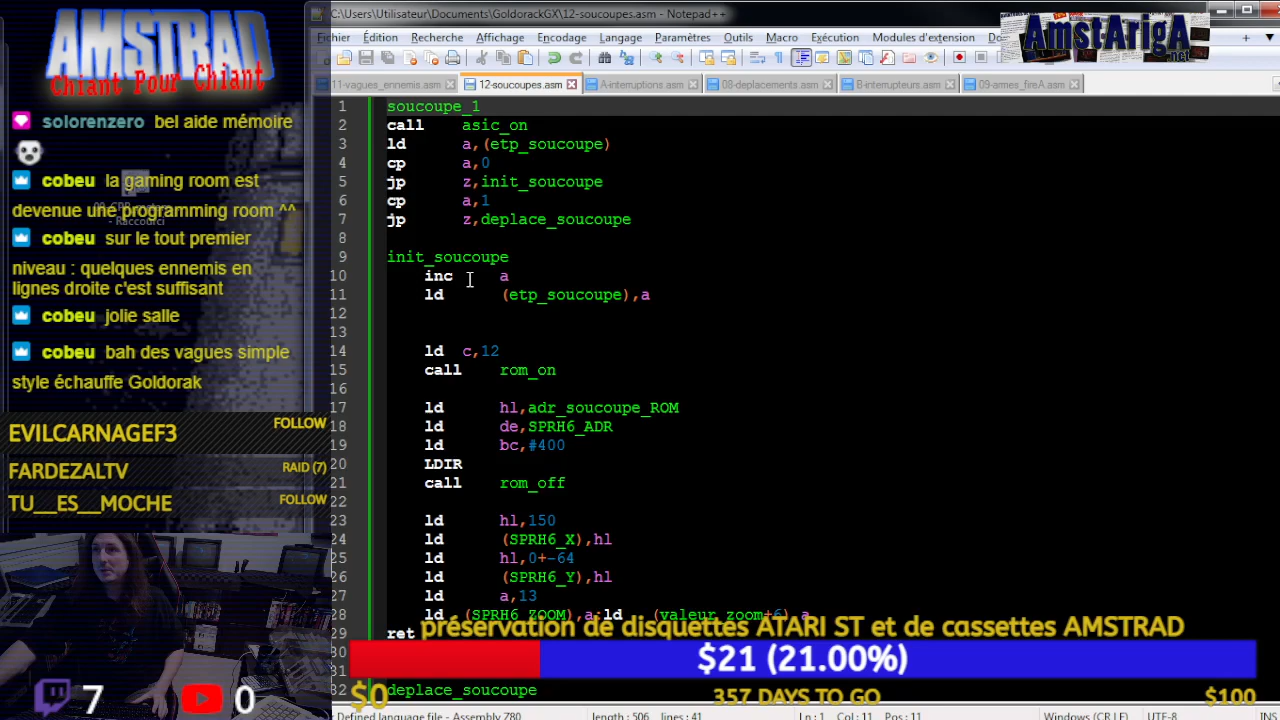 AMSTRAD
Chiant Pour Chiant
solorenzero bel aide mémoire
cobeu la gaming room est
devenue une programming room ^^
- Raccourci
cobeu sur le tout premier
niveau : quelques ennemis en
lignes droite c'est suffisant
cobeu jolie salle
cobeu bah des vagues simple
style échauffe Goldorak
EVILCARNAGEF3 FOLLOW
FARDEZALTV RAID (7)
TU__ES__MOCHE FOLLOW
7 0
C:\Users\Utilisateur\Documents\GoldorackGX\12-soucoupes.asm - Notepad++
AmstArigA
.net
Fichier Édition Recherche Affichage Encodage Langage Paramètres Outils Macro Exécution Modules d'extension
11-vagues_ennemis.asm 12-soucoupes.asm A-interruptions.asm 08-deplacements.asm B-interrupteurs.asm 09-armes_fireA.asm
1 soucoupe_1
2 call asic_on
3 ld a,(etp_soucoupe)
4 cp a,0
5 jp z,init_soucoupe
6 cp a,1
7 jp z,deplace_soucoupe
8
9 init_soucoupe
10 inc a
11 ld (etp_soucoupe),a
12
13
14 ld c,12
15 call rom_on
16
17 ld hl,adr_soucoupe_ROM
18 ld de,SPRH6_ADR
19 ld bc,#400
20 LDIR
21 call rom_off
22
23 ld hl,150
24 ld (SPRH6_X),hl
25 ld hl,0+-64
26 ld (SPRH6_Y),hl
27 ld a,13
28 ld (SPRH6_ZOOM),a:ld (valeur_zoom+6),a
29 ret
30
31
32 deplace_soucoupe
préservation de disquettes ATARI ST et de cassettes AMSTRAD
$21 (21.00%)
$0 357 DAYS TO GO $100
Defined language file - Assembly Z80 length : 506 lines : 41 Ln : 1 Col : 11 Pos : 11 Windows (CR LF) UTF-8 INS